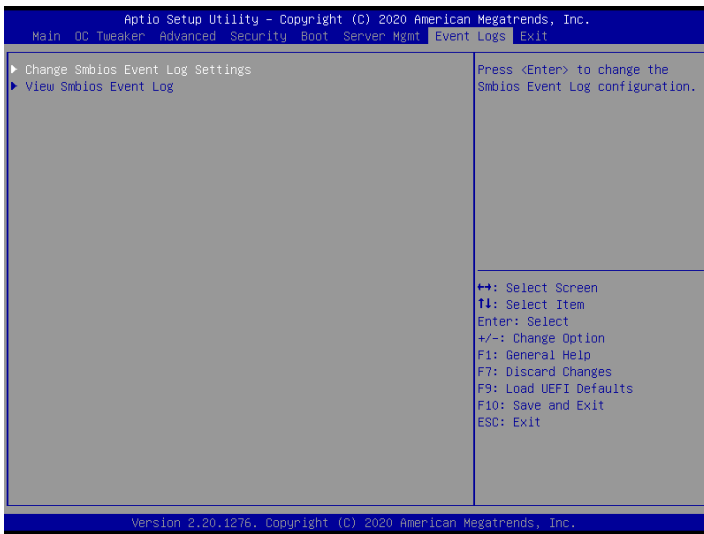 Aptio Setup Utility – Copyright (C) 2020 American Megatrends, Inc.
Main OC Tweaker Advanced Security Boot Server Mgmt Event Logs Exit
▶ Change Smbios Event Log Settings
▶ View Smbios Event Log
Press <Enter> to change the
Smbios Event Log configuration.
↔: Select Screen
↑↓: Select Item
Enter: Select
+/-: Change Option
F1: General Help
F7: Discard Changes
F9: Load UEFI Defaults
F10: Save and Exit
ESC: Exit
Version 2.20.1276. Copyright (C) 2020 American Megatrends, Inc.